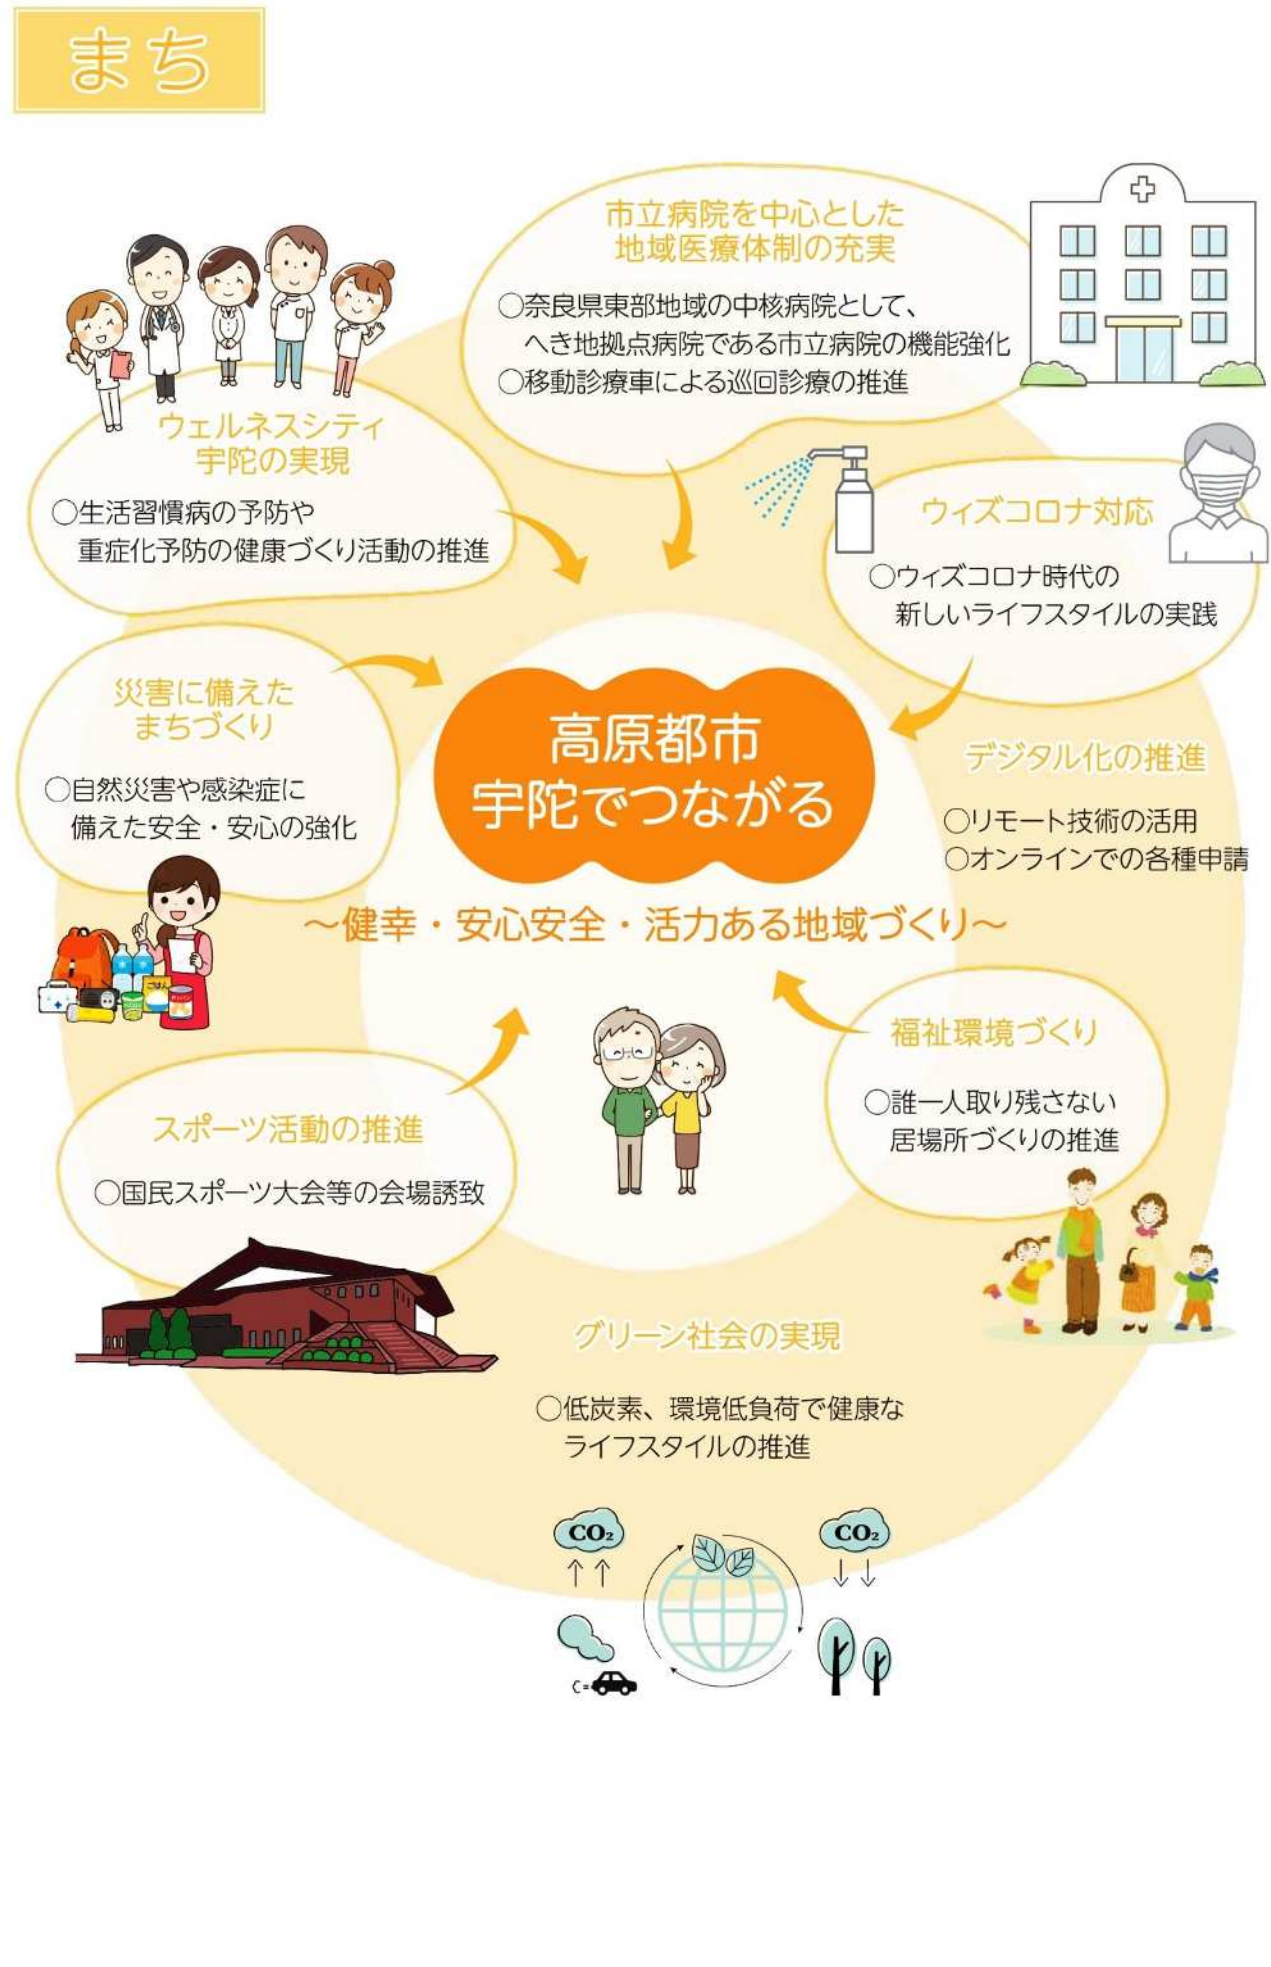 まち
市立病院を中心とした
地域医療体制の充実
○奈良県東部地域の中核病院として、
へき地拠点病院である市立病院の機能強化
○移動診療車による巡回診療の推進
ウェルネスシティ
宇陀の実現
○生活習慣病の予防や
重症化予防の健康づくり活動の推進
ウィズコロナ対応
○ウィズコロナ時代の
新しいライフスタイルの実践
災害に備えた
まちづくり
○自然災害や感染症に
備えた安全・安心の強化
高原都市
宇陀でつながる
～健幸・安心安全・活力ある地域づくり～
デジタル化の推進
○リモート技術の活用
○オンラインでの各種申請
水
水
ごはん
福祉環境づくり
○誰一人取り残さない
居場所づくりの推進
スポーツ活動の推進
○国民スポーツ大会等の会場誘致
グリーン社会の実現
○低炭素、環境低負荷で健康な
ライフスタイルの推進
CO₂
CO₂